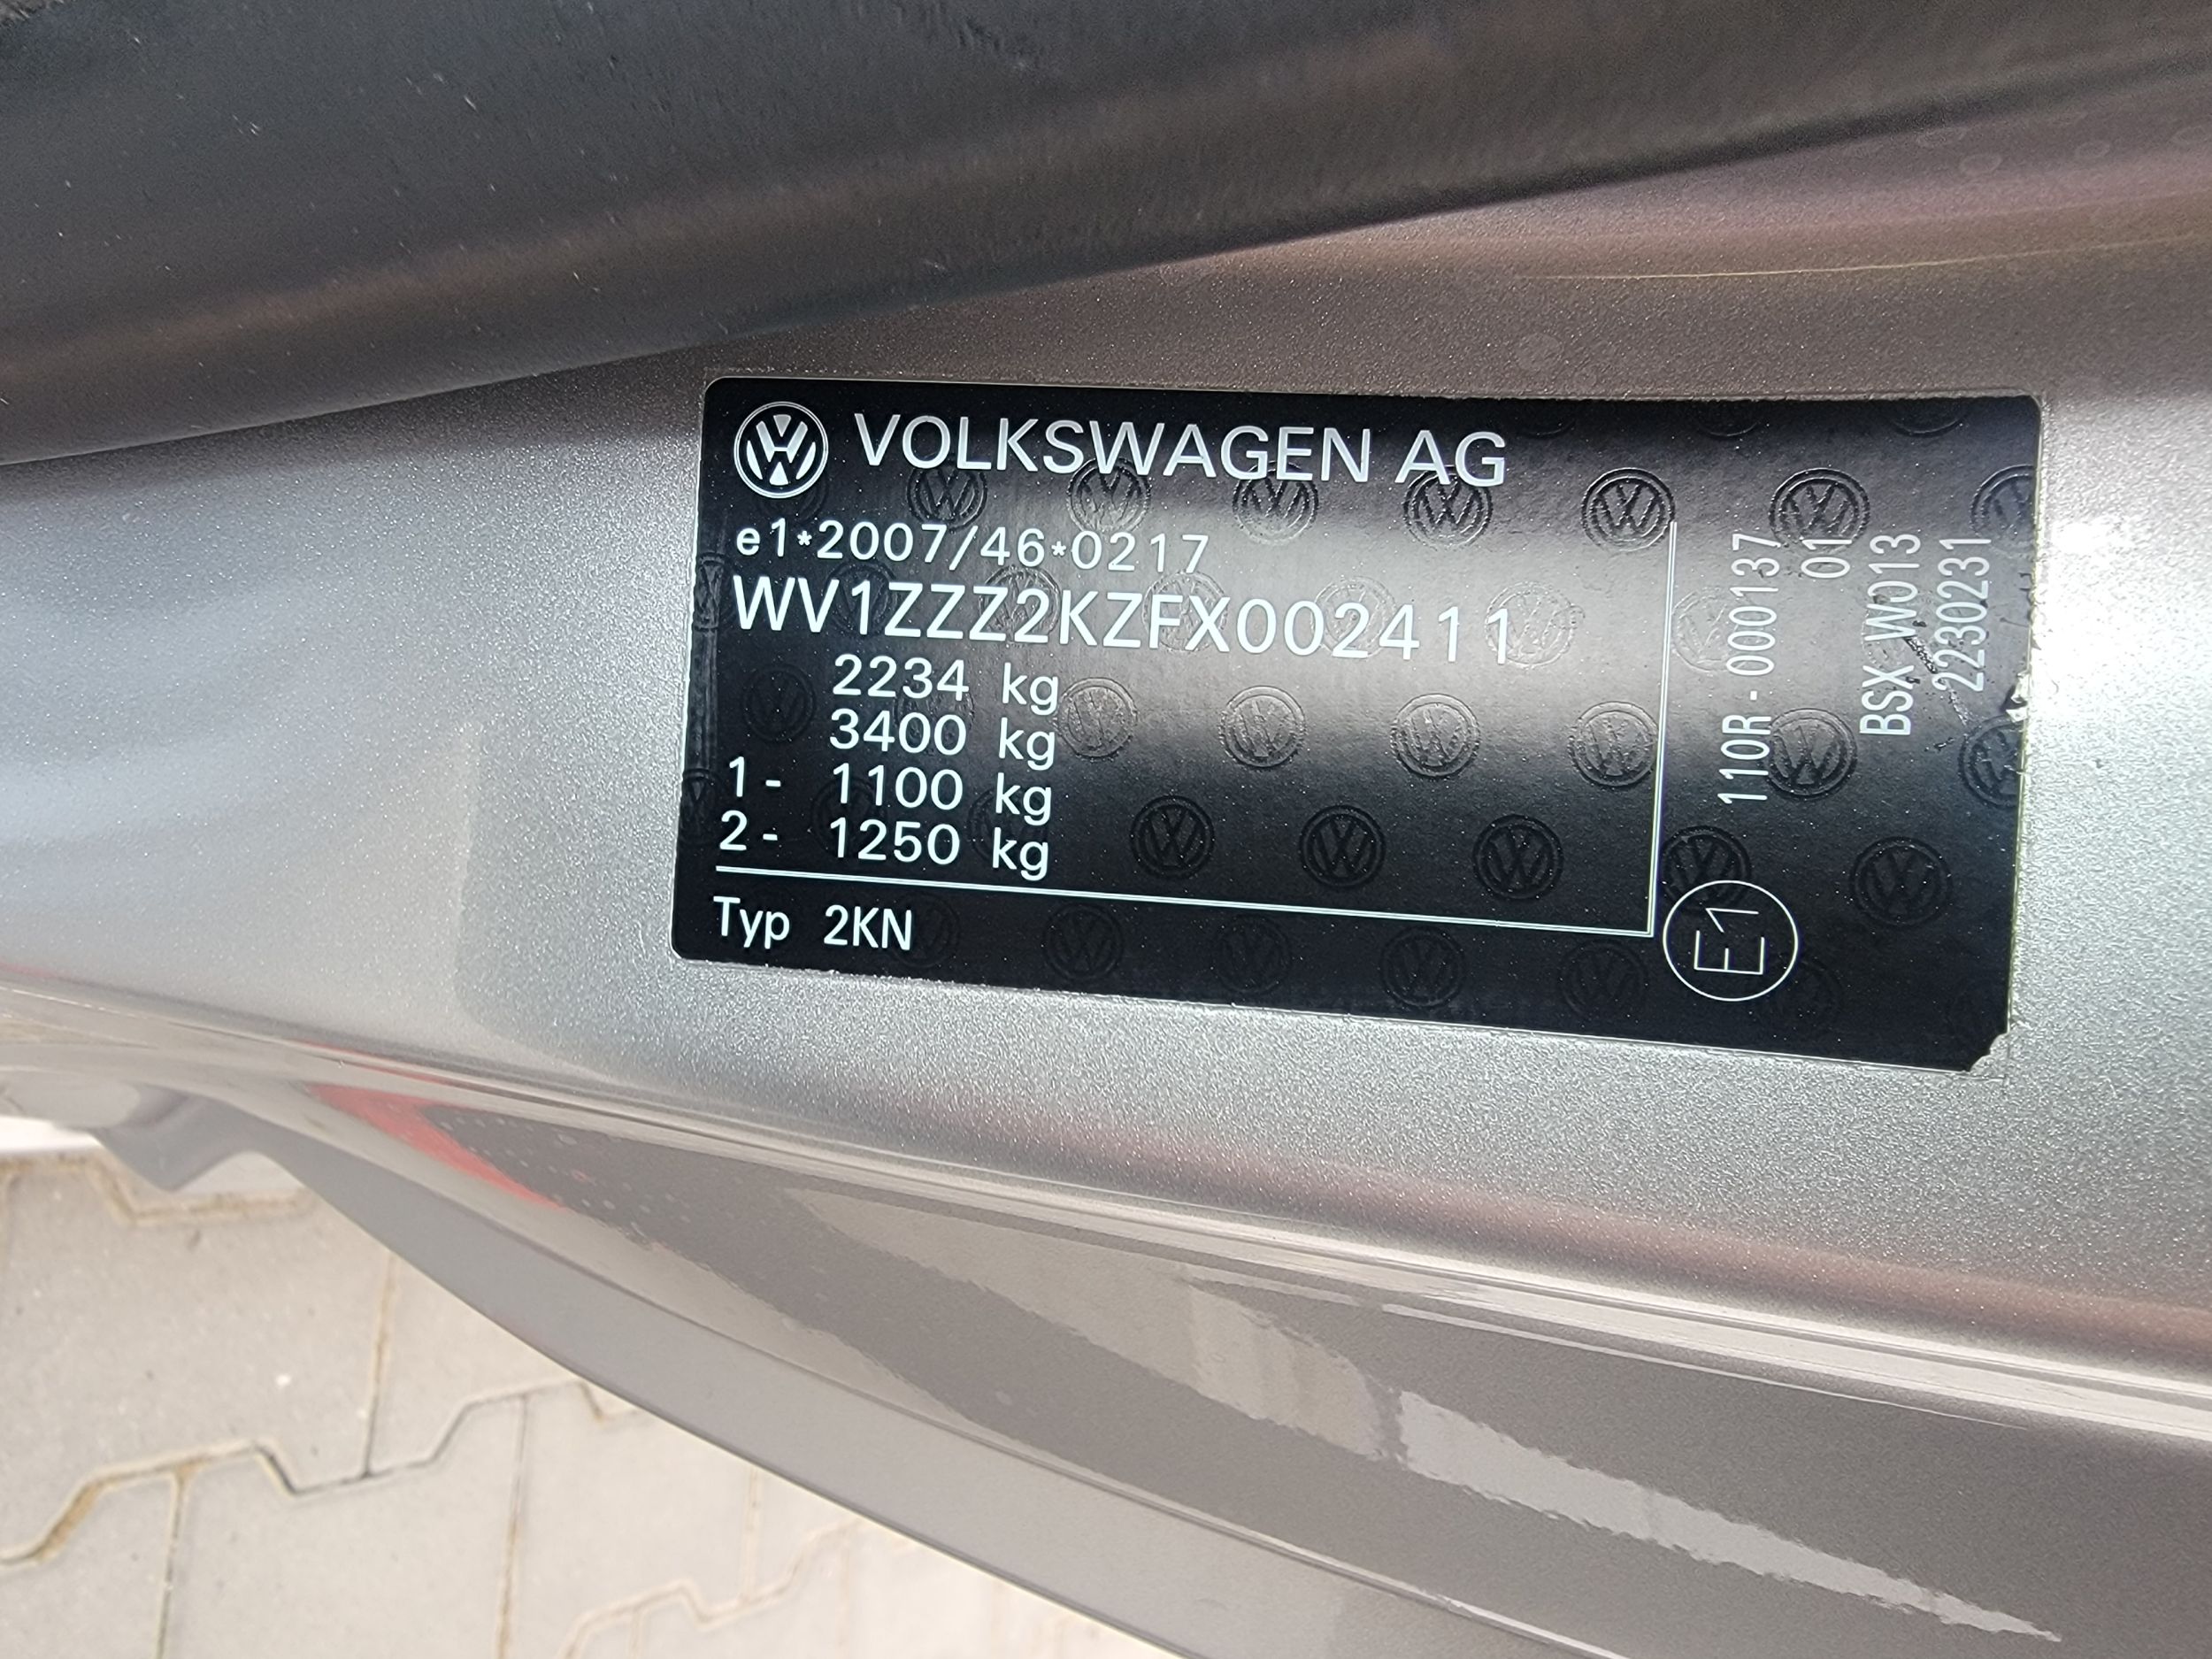 VOLKSWAGEN AG
e1*2007/46*0217
WV1ZZZ2KZFX002411
2234 kg
3400 kg
1- 1100 kg
2- 1250 kg
Typ 2KN
110R-000137
01
BSX W013
2230231
E1